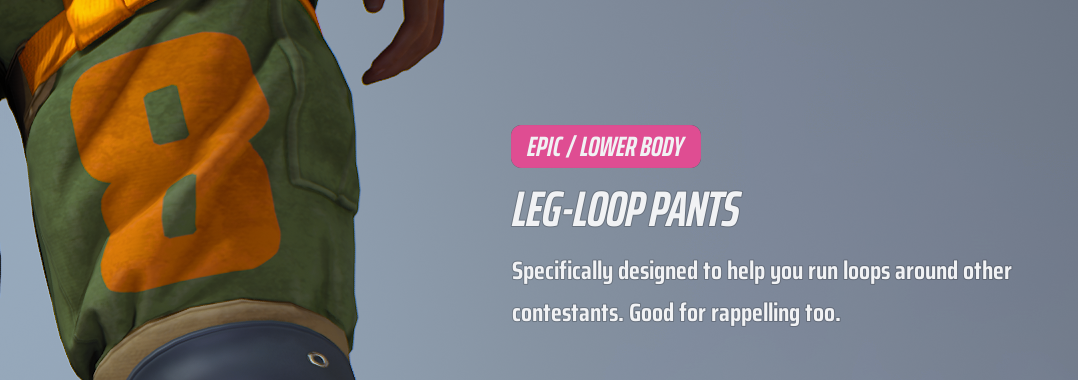 8
EPIC / LOWER BODY
LEG-LOOP PANTS
Specifically designed to help you run loops around other
contestants. Good for rappelling too.